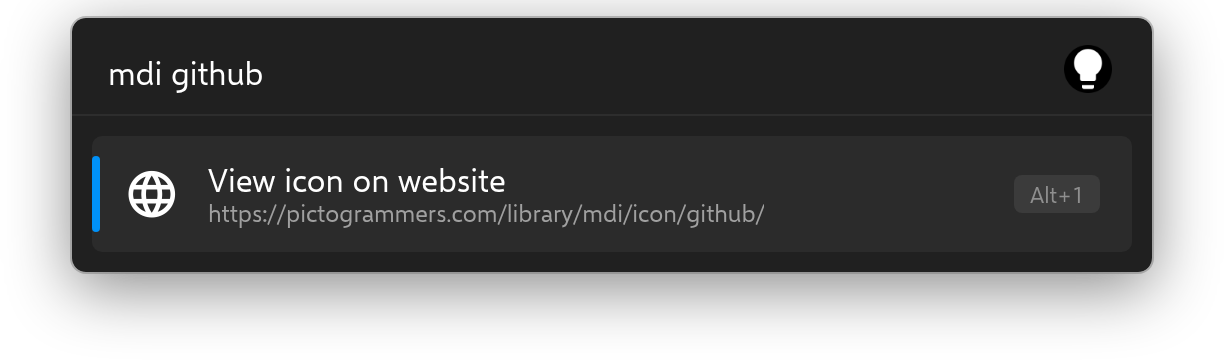 mdi github
View icon on website
https://pictogrammers.com/library/mdi/icon/github/
Alt+1